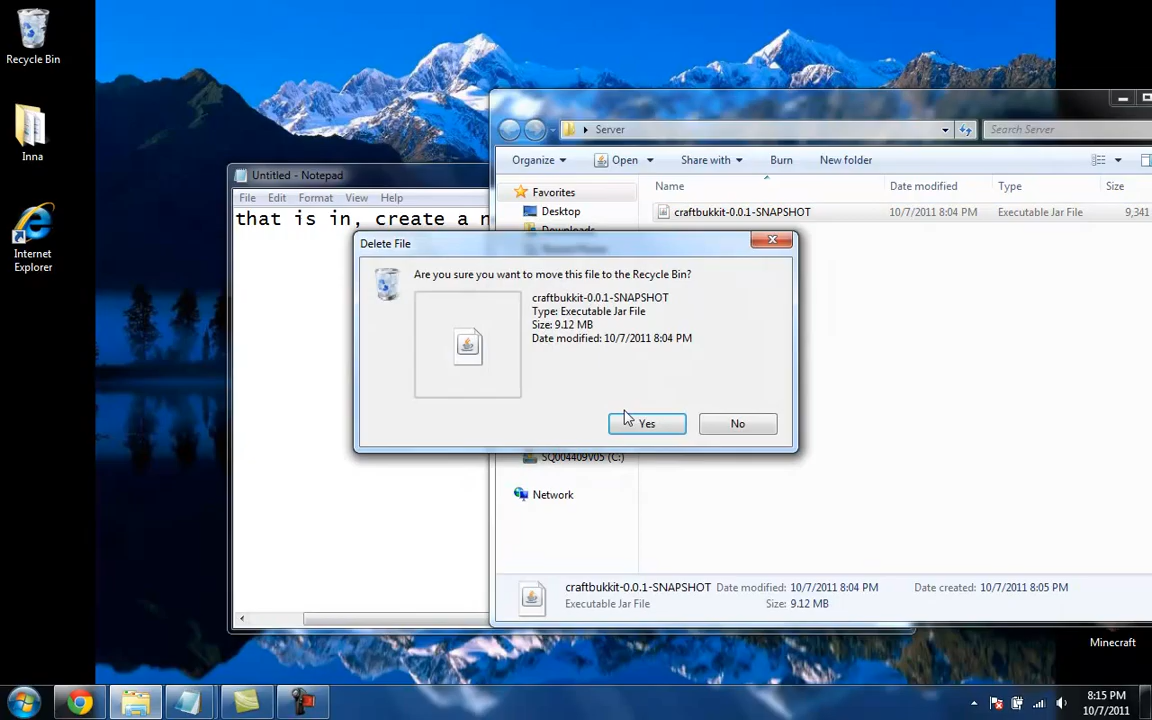 Recycle Bin
Inna
Internet
Explorer
Untitled - Notepad
File Edit Format View Help
that is in, create a n
Server
Search Server
Organize Open Share with Burn New folder
Name Date modified Type Size
Favorites
Desktop
Downloads
craftbukkit-0.0.1-SNAPSHOT 10/7/2011 8:04 PM Executable Jar File 9,341
Delete File
Are you sure you want to move this file to the Recycle Bin?
craftbukkit-0.0.1-SNAPSHOT
Type: Executable Jar File
Size: 9.12 MB
Date modified: 10/7/2011 8:04 PM
Yes No
SQ004409V05 (C:)
Network
craftbukkit-0.0.1-SNAPSHOT Date modified: 10/7/2011 8:04 PM Date created: 10/7/2011 8:05 PM
Executable Jar File Size: 9.12 MB
Minecraft
8:15 PM
10/7/2011